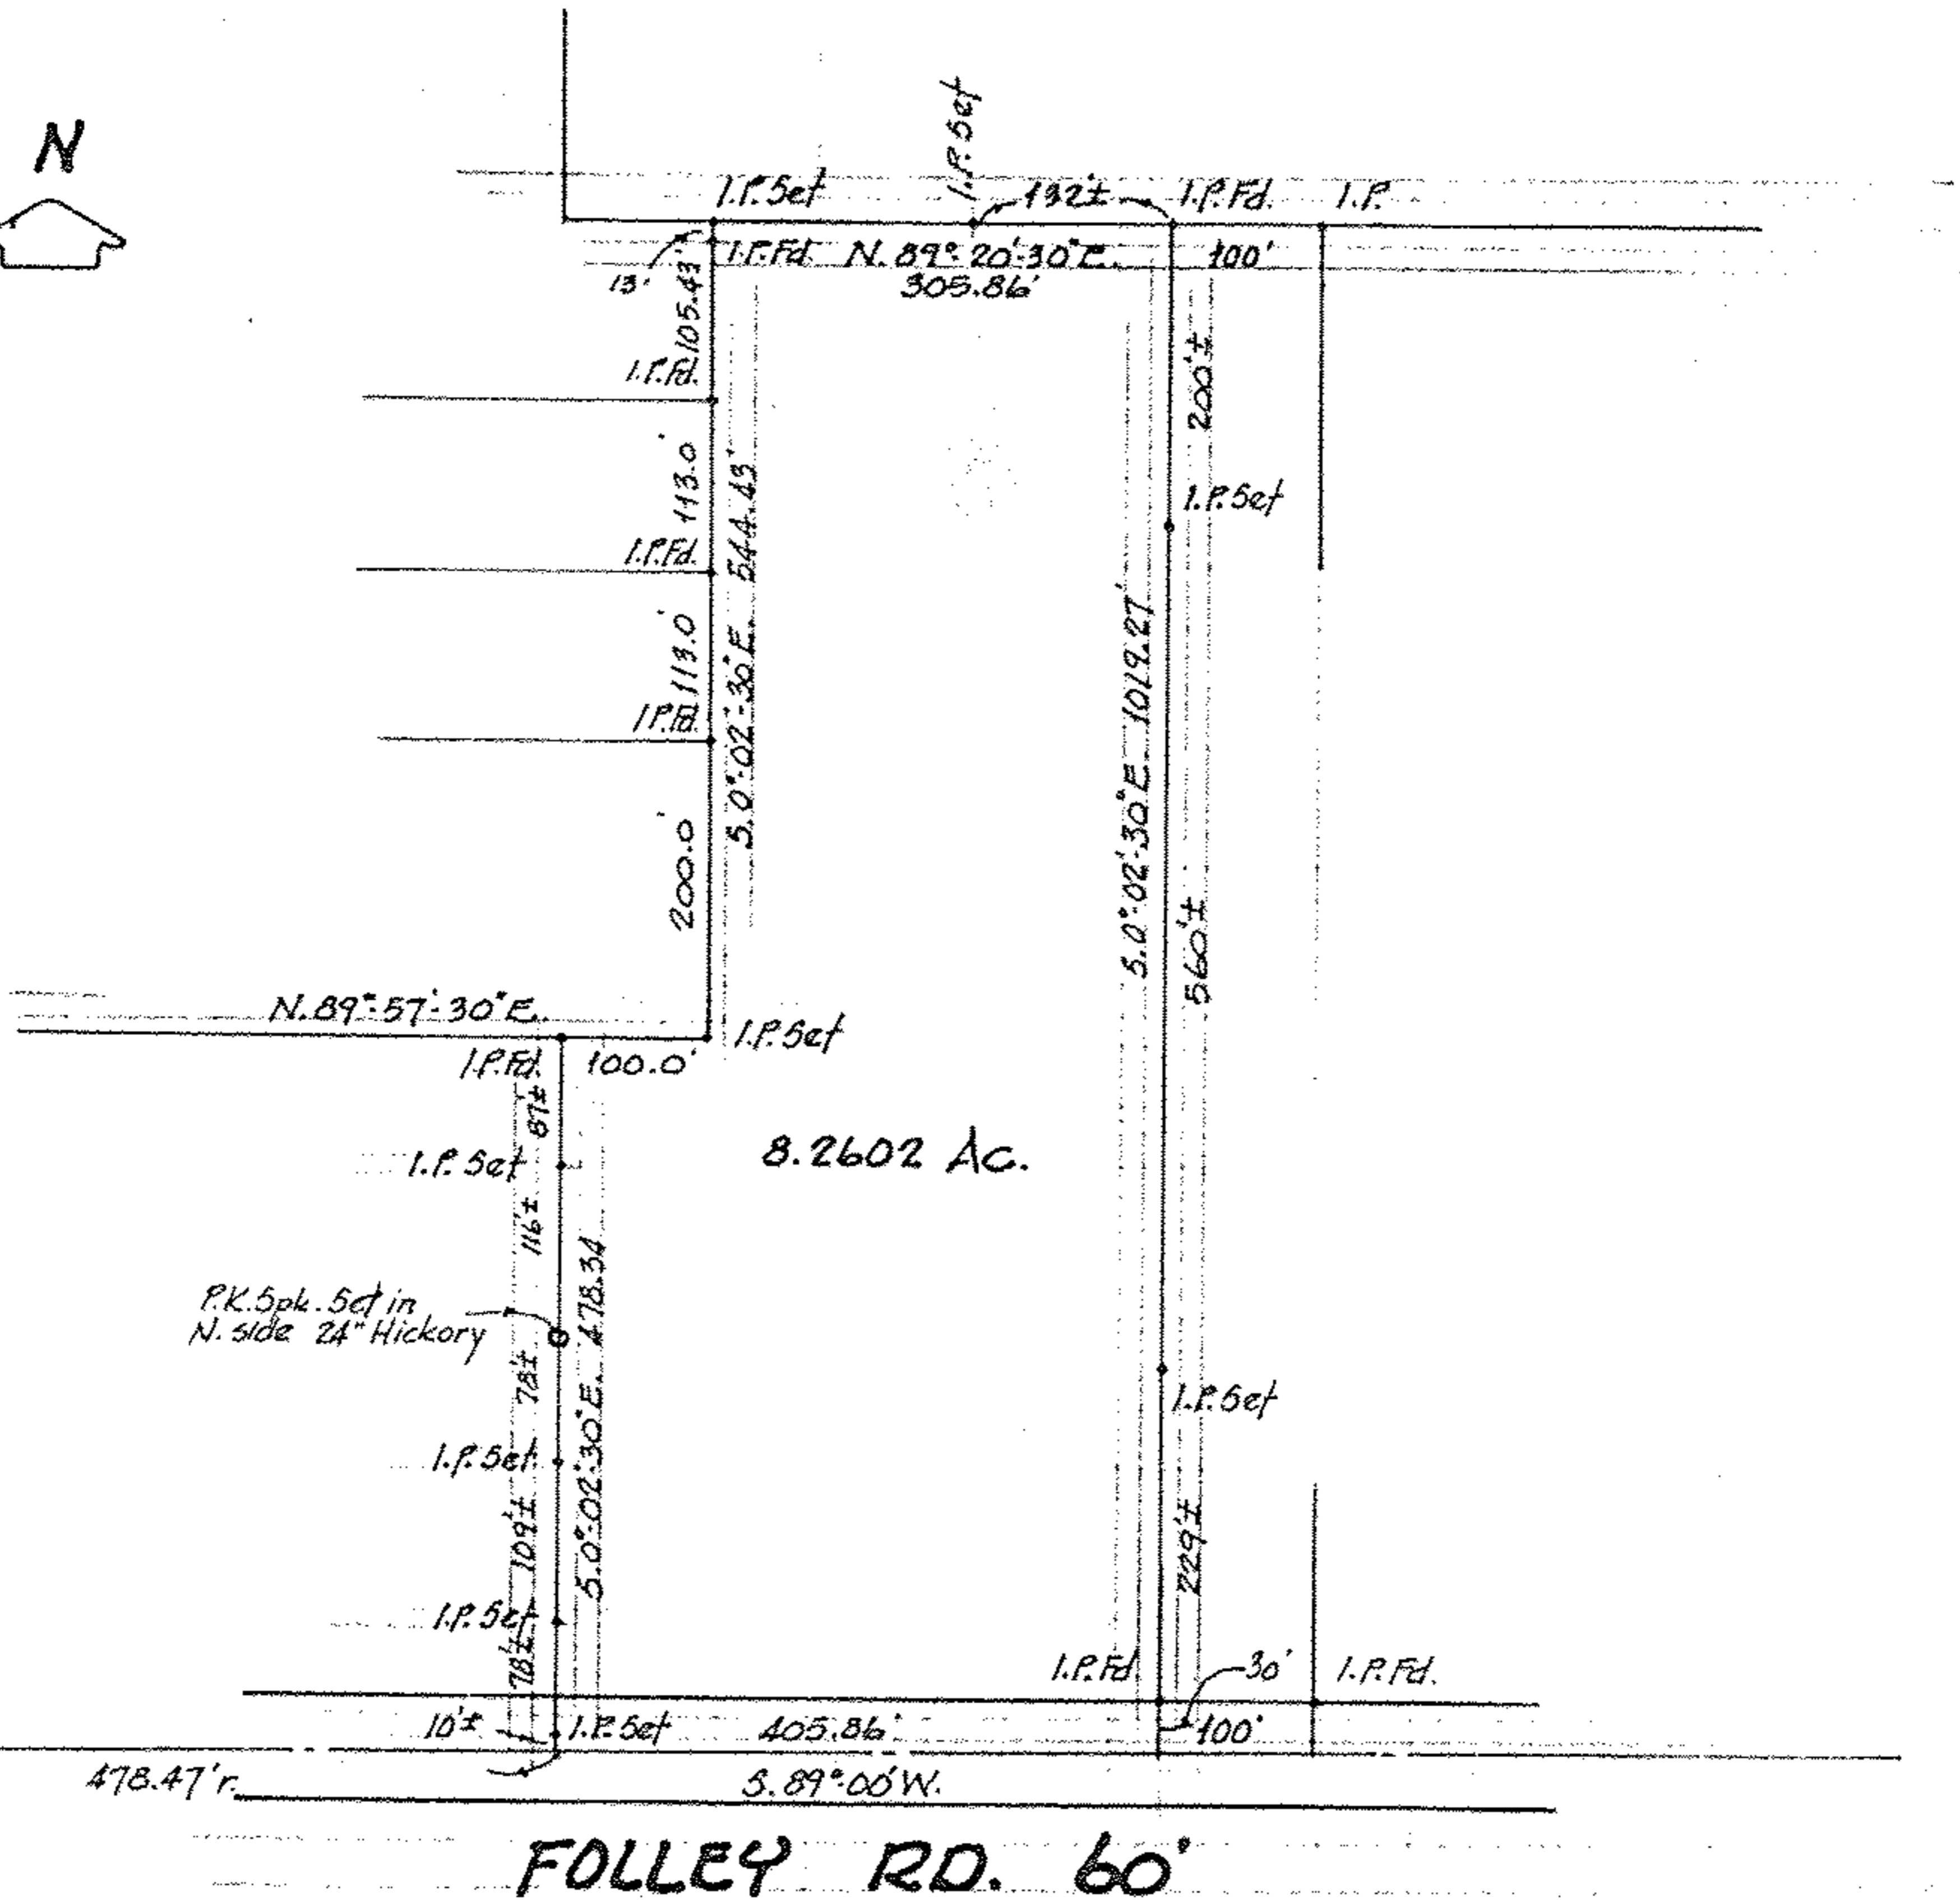 N
I.P. Set
I.P. Set
132'±
I.P. Fd.
I.P.
13'
I.P. Fd.
N. 89°-20'-30" E.
305.86'
100'
105.43'
I.P. Fd.
200'±
113.0'
I.P. Set
I.P. Fd.
S. 0°-02'-30" E. 544.43'
113.0'
I.P. Fd.
S. 0°-02'-30" E. 1019.27'
200.0'
560'±
N. 89°-57'-30" E.
I.P. Set
I.P. Fd.
100.0'
87'±
I.P. Set
8.2602 Ac.
116'±
P.K. Spk. Set in
N. side 24" Hickory
S. 0°-02'-30" E. 478.34
78'±
I.P. Set
I.P. Set
109'±
229'±
I.P. Set
78'±
I.P. Fd.
30'
I.P. Fd.
10'±
I.P. Set
405.86'
100'
478.47' r.
S. 89°-00' W.
FOLLEY RD. 60'